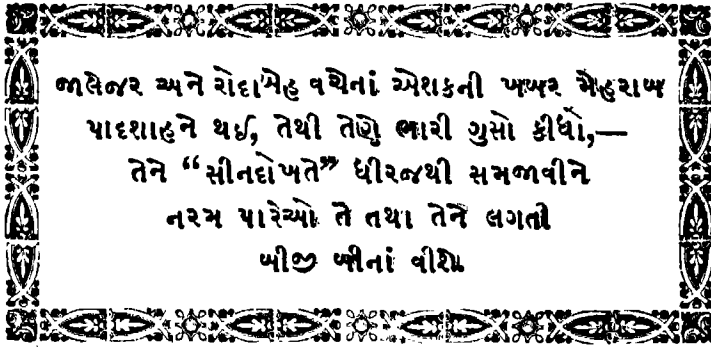 જાલેજર અને રોદામેહ વચેનાં એશકની ખબર મેહરાબ
પાદશાહને થઈ, તેથી તેણે ભારી ગુસો કીધો,—
તેને “સીનદોખતે” ધીરજથી સમજાવીને
નરમ પારેઓ તે તથા તેને લગતી
બીજી બીનાં વીશે